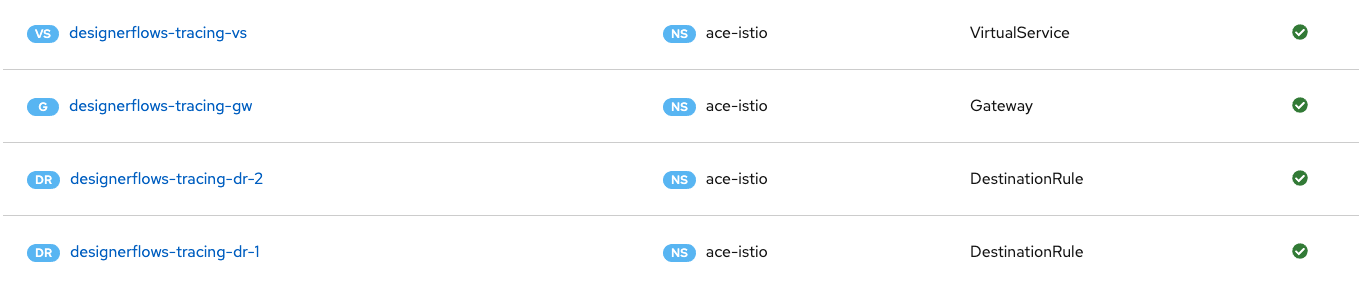 VS designerflows-tracing-vs NS ace-istio VirtualService
G designerflows-tracing-gw NS ace-istio Gateway
DR designerflows-tracing-dr-2 NS ace-istio DestinationRule
DR designerflows-tracing-dr-1 NS ace-istio DestinationRule